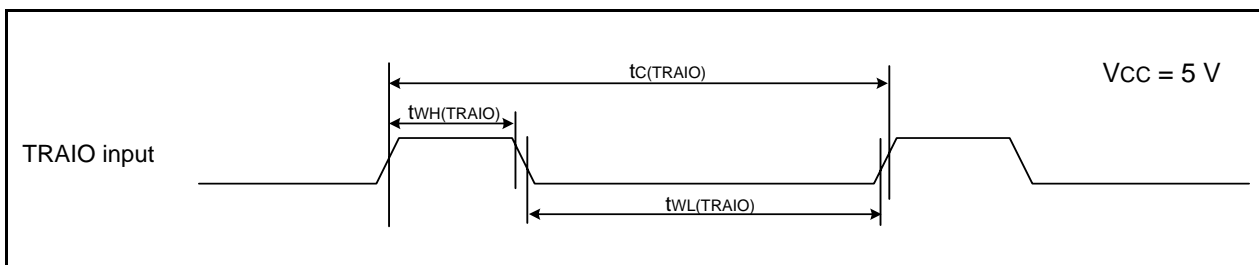 tC(TRAIO)
VCC = 5 V
tWH(TRAIO)
TRAIO input
tWL(TRAIO)